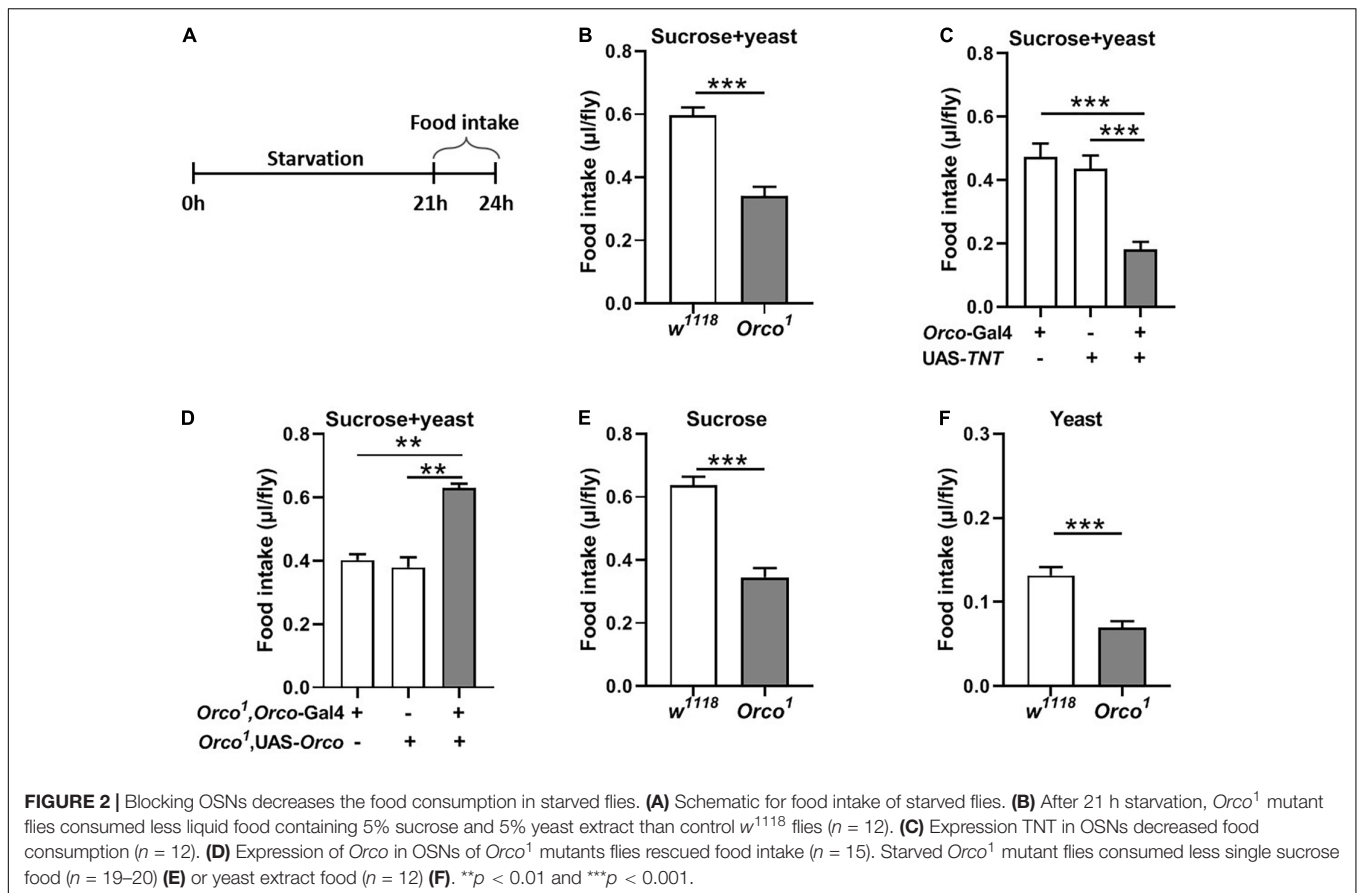 A
Food intake
Starvation
0h 21h 24h
B
Sucrose+yeast
Food intake (µl/fly)
0.8
0.6
0.4
0.2
0.0
***
w1118 Orco1
C
Sucrose+yeast
Food intake (µl/fly)
0.8
0.6
0.4
0.2
0.0
***
***
Orco-Gal4 + - +
UAS-TNT - + +
D
Sucrose+yeast
Food intake (µl/fly)
0.8
0.6
0.4
0.2
0.0
**
**
Orco1,Orco-Gal4 + - +
Orco1,UAS-Orco - + +
E
Sucrose
Food intake (µl/fly)
0.8
0.6
0.4
0.2
0.0
***
w1118 Orco1
F
Yeast
Food intake (µl/fly)
0.3
0.2
0.1
0.0
***
w1118 Orco1
FIGURE 2 | Blocking OSNs decreases the food consumption in starved flies. (A) Schematic for food intake of starved flies. (B) After 21 h starvation, Orco1 mutant
flies consumed less liquid food containing 5% sucrose and 5% yeast extract than control w1118 flies (n = 12). (C) Expression TNT in OSNs decreased food
consumption (n = 12). (D) Expression of Orco in OSNs of Orco1 mutants flies rescued food intake (n = 15). Starved Orco1 mutant flies consumed less single sucrose
food (n = 19–20) (E) or yeast extract food (n = 12) (F). **p < 0.01 and ***p < 0.001.